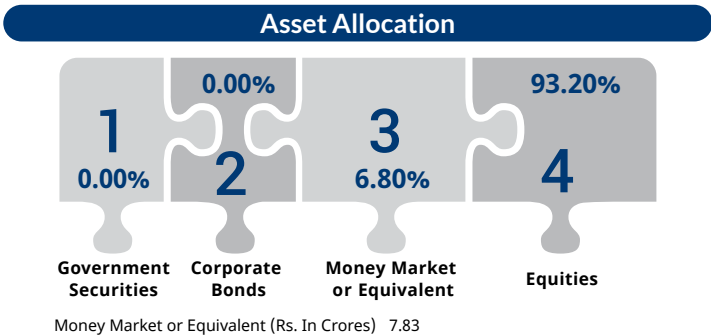 Asset Allocation
0.00%
93.20%
1
3
0.00%
2
6.80%
4
Government
Securities
Corporate
Bonds
Money Market
or Equivalent
Equities
Money Market or Equivalent (Rs. In Crores) 7.83